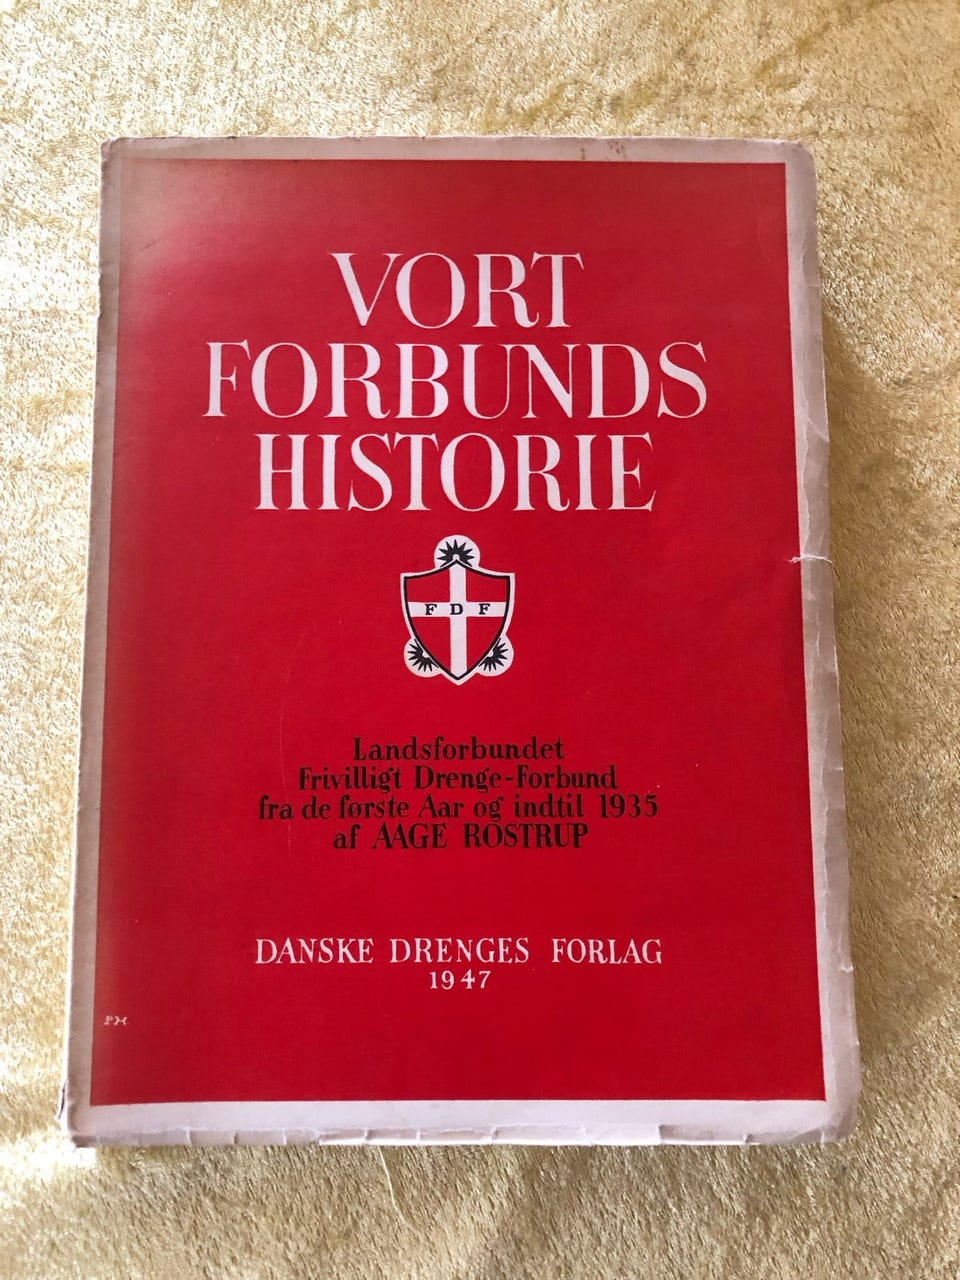 VORT
FORBUNDS
HISTORIE
F D F
Landsforbundet
Frivilligt Drenge-Forbund
fra de første Aar og indtil 1935
af AAGE ROSTRUP
DANSKE DRENGES FORLAG
1947
PH